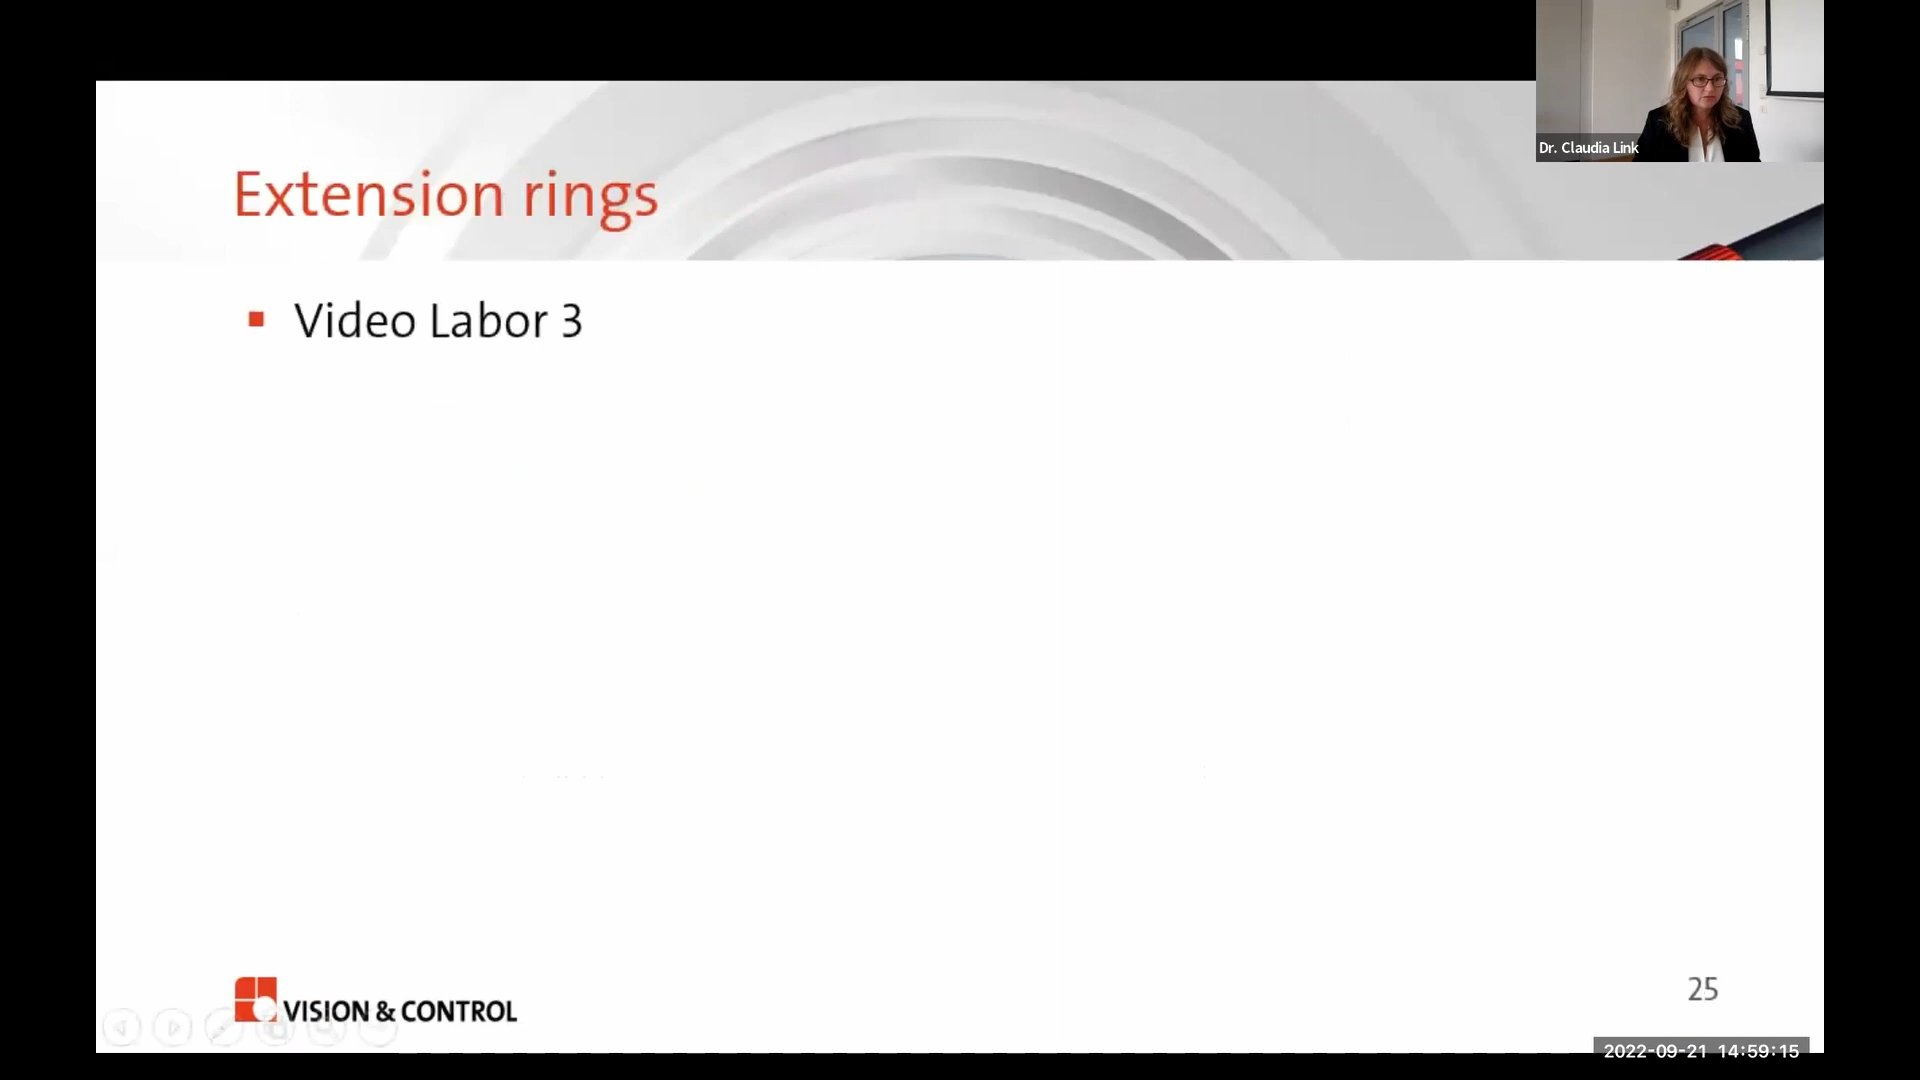 Dr. Claudia Link
Extension rings
Video Labor 3
VISION & CONTROL
25
2022-09-21 14:59:15